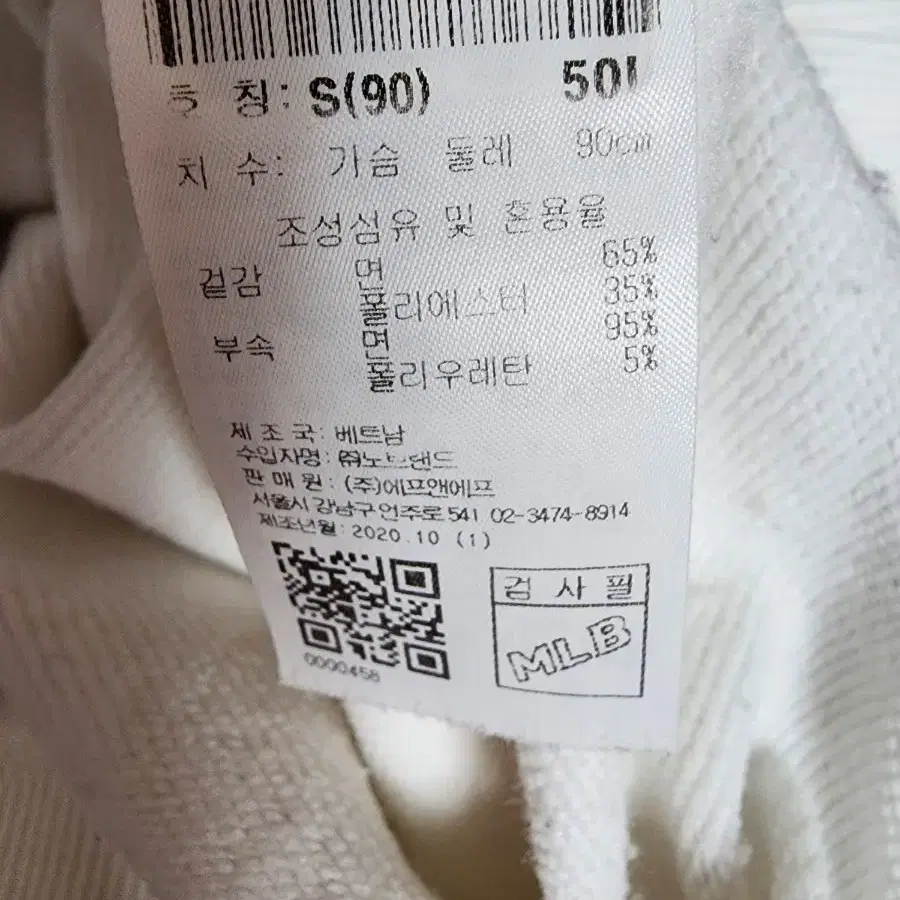 호 칭: S(90) 50
치 수: 가슴 둘레 90cm
조성섬유 및 혼용율
겉감 면 65%
폴리에스터 35%
부속 면 95%
폴리우레탄 5%
제 조 국: 베트남
수입자명: ㈜노브랜드
판 매 원: (주)에프앤에프
서울시 강남구 언주로 541 02-3474-8914
제조년월: 2020.10 (1)
0000458
검 사 필
MLB